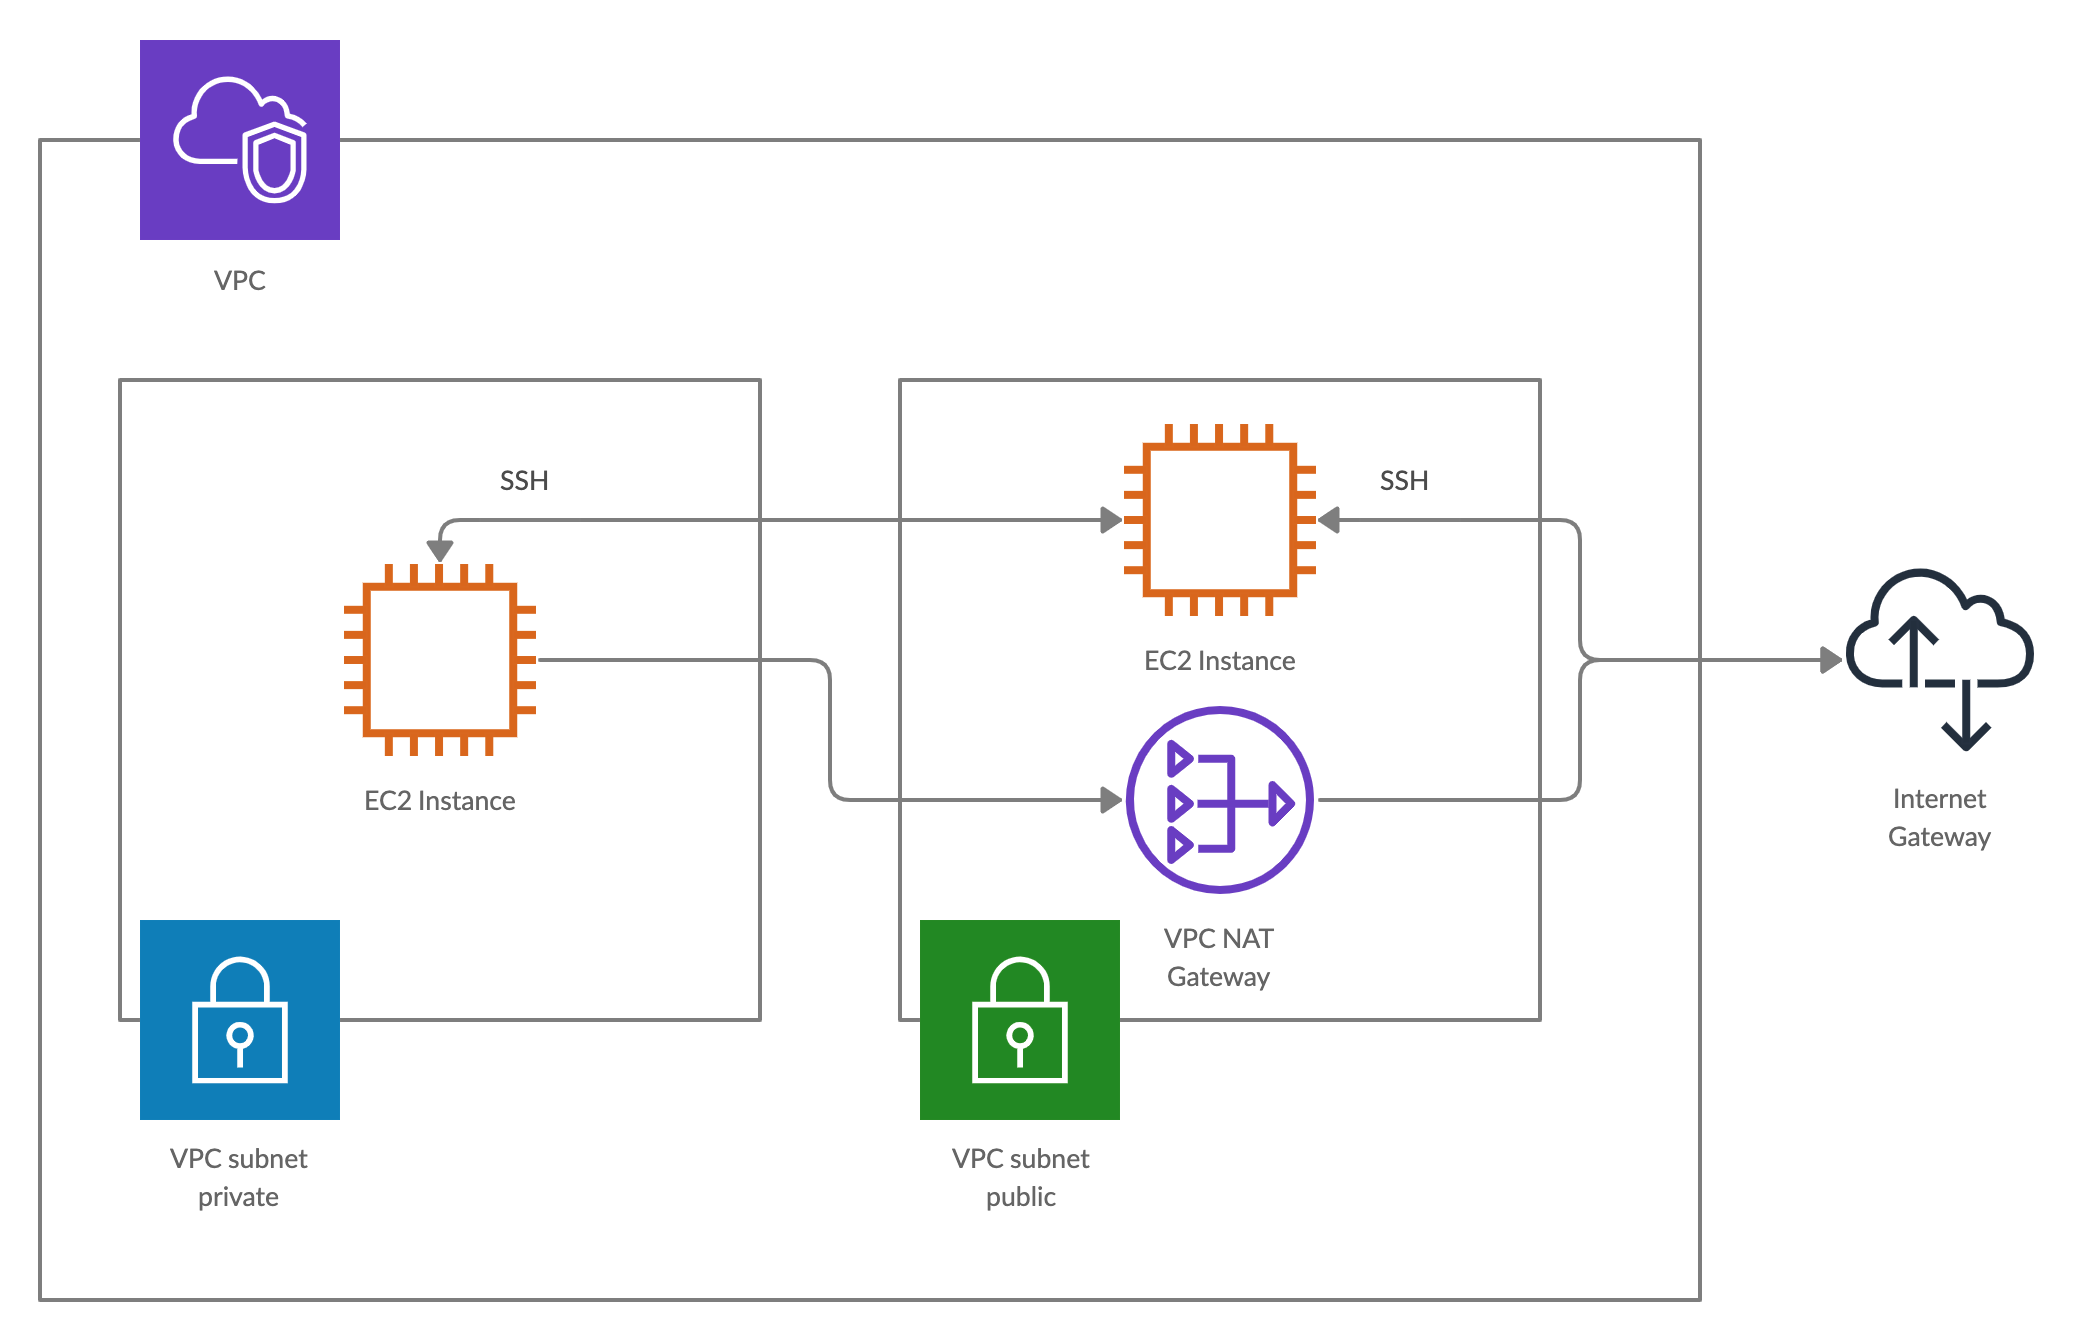 VPC
SSH
SSH
EC2 Instance
EC2 Instance
Internet
Gateway
VPC NAT
Gateway
VPC subnet
private
VPC subnet
public